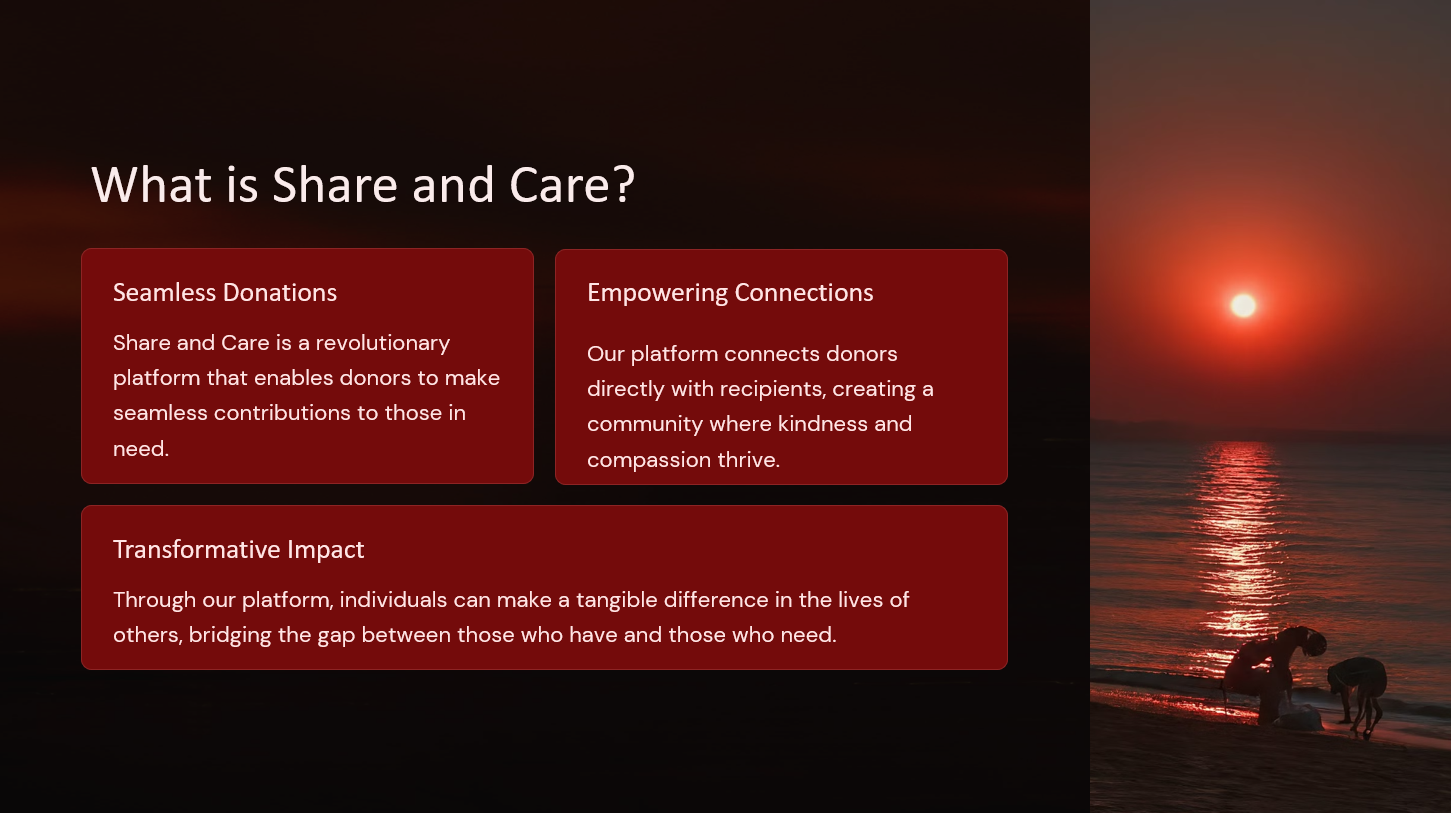 What is Share and Care?
Seamless Donations
Share and Care is a revolutionary
platform that enables donors to make
seamless contributions to those in
need.
Empowering Connections
Our platform connects donors
directly with recipients, creating a
community where kindness and
compassion thrive.
Transformative Impact
Through our platform, individuals can make a tangible difference in the lives of
others, bridging the gap between those who have and those who need.